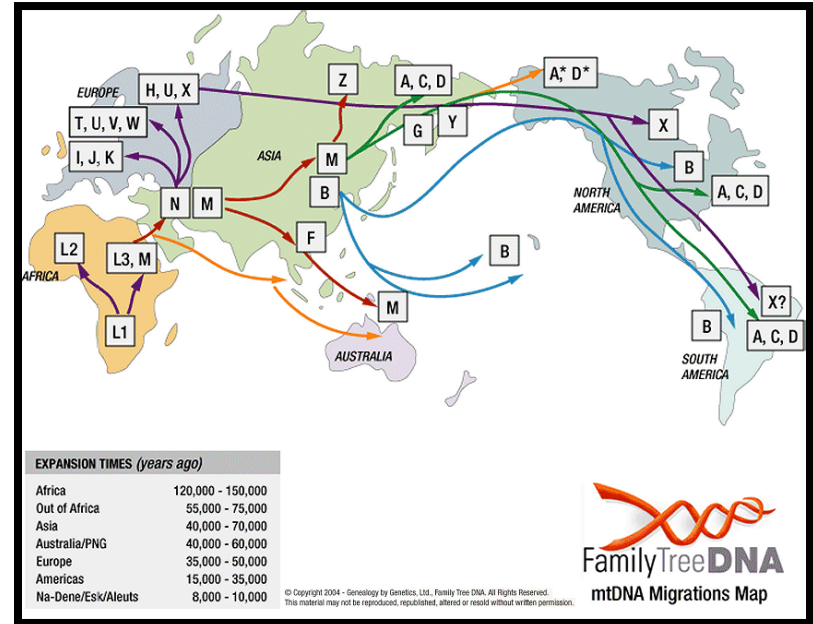 EUROPE
H, U, X
T, U, V, W
I, J, K
N
M
ASIA
Z
A, C, D
G
Y
M
B
F
M
A,* D*
X
B
A, C, D
NORTH
AMERICA
B
L2
L3, M
AFRICA
L1
AUSTRALIA
X?
B
A, C, D
SOUTH
AMERICA
EXPANSION TIMES (years ago)
Africa 120,000 - 150,000
Out of Africa 55,000 - 75,000
Asia 40,000 - 70,000
Australia/PNG 40,000 - 60,000
Europe 35,000 - 50,000
Americas 15,000 - 35,000
Na-Dene/Esk/Aleuts 8,000 - 10,000
© Copyright 2004 - Genealogy by Genetics, Ltd., Family Tree DNA. All Rights Reserved.
This material may not be reproduced, republished, altered or resold without written permission.
FamilyTreeDNA
mtDNA Migrations Map